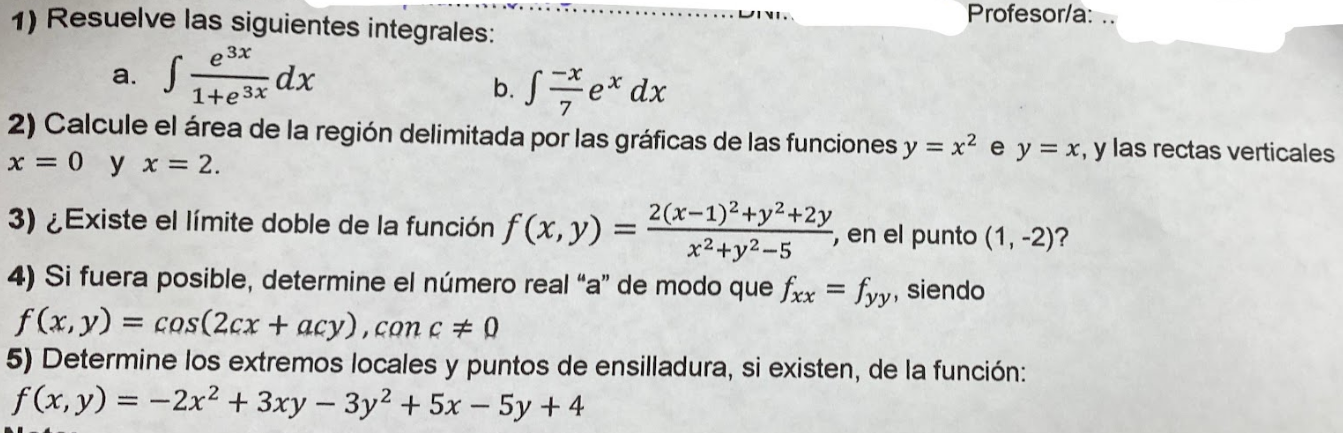 Profesor/a: ..
1) Resuelve las siguientes integrales:
a. ∫ e^{3x}/(1+e^{3x}) dx b. ∫ -x/7 e^x dx
2) Calcule el área de la región delimitada por las gráficas de las funciones y = x² e y = x, y las rectas verticales
x = 0 y x = 2.
3) ¿Existe el límite doble de la función f(x, y) = (2(x−1)²+y²+2y)/(x²+y²−5), en el punto (1, -2)?
4) Si fuera posible, determine el número real “a” de modo que f_{xx} = f_{yy}, siendo
f(x, y) = cos(2cx + acy), con c ≠ 0
5) Determine los extremos locales y puntos de ensilladura, si existen, de la función:
f(x, y) = −2x² + 3xy − 3y² + 5x − 5y + 4